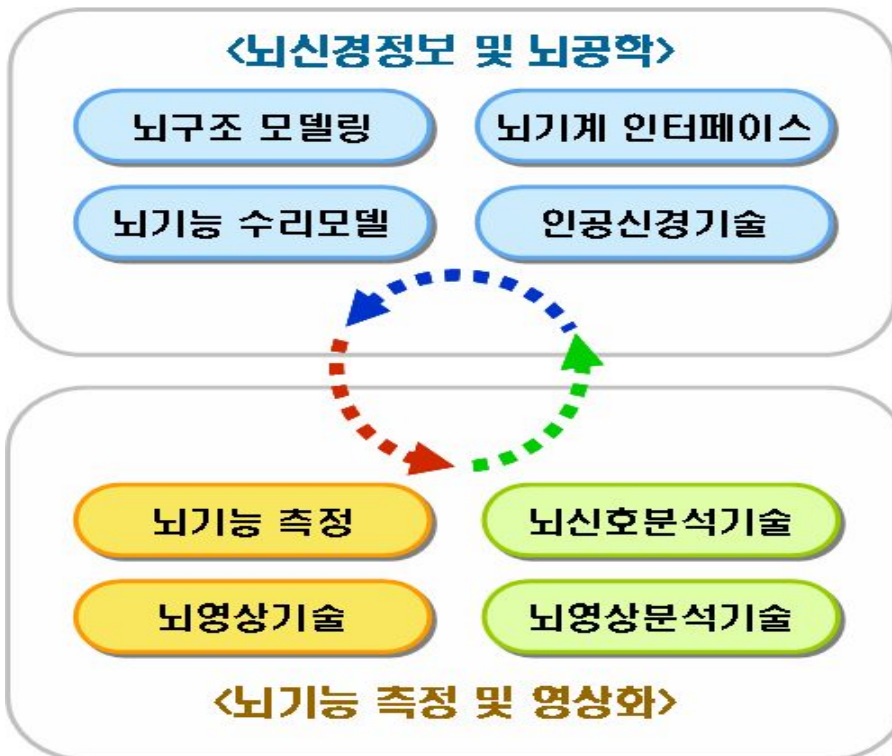 <뇌신경정보 및 뇌공학>
뇌구조 모델링
뇌기계 인터페이스
뇌기능 수리모델
인공신경기술
뇌기능 측정
뇌신호분석기술
뇌영상기술
뇌영상분석기술
<뇌기능 측정 및 영상화>